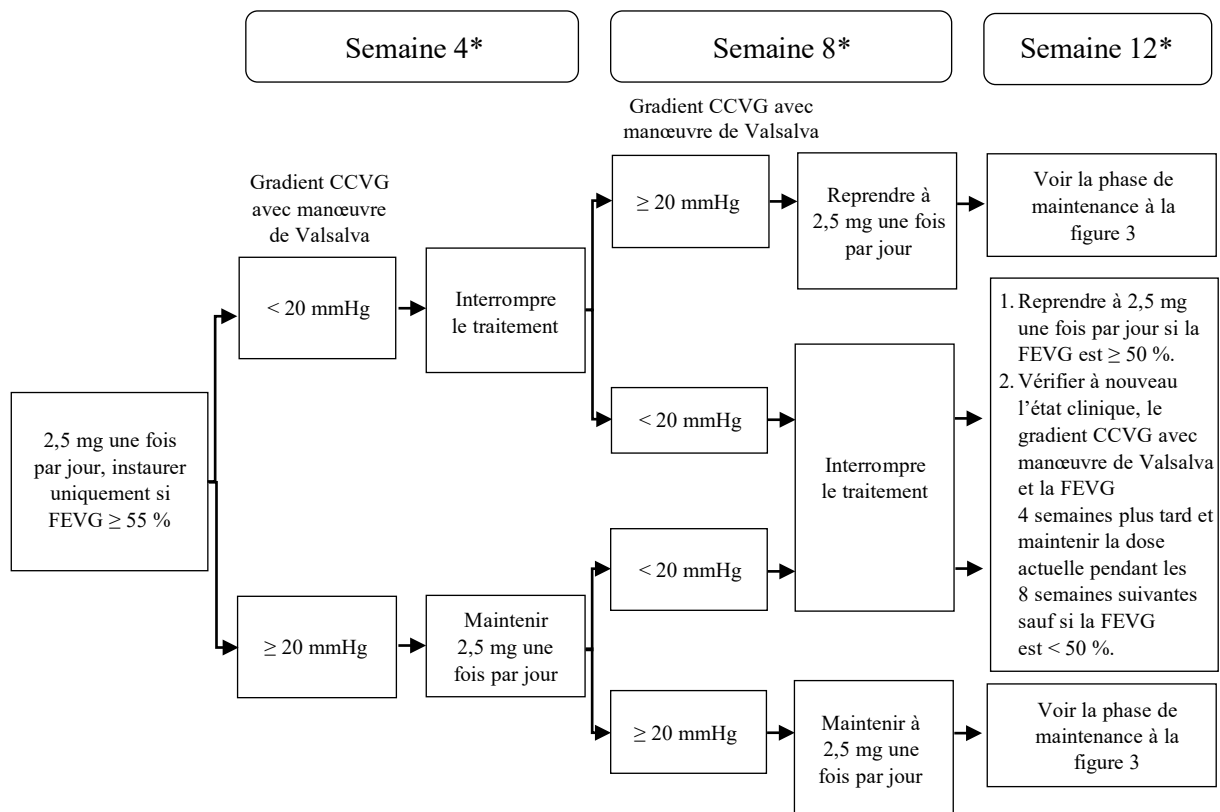 Semaine 4*
Semaine 8*
Semaine 12*
Gradient CCVG
avec manœuvre
de Valsalva
Gradient CCVG avec
manœuvre de Valsalva
2,5 mg une fois
par jour, instaurer
uniquement si
FEVG ≥ 55 %
< 20 mmHg
Interrompre
le traitement
≥ 20 mmHg
Reprendre à
2,5 mg une fois
par jour
Voir la phase de
maintenance à la
figure 3
< 20 mmHg
Interrompre
le traitement
1. Reprendre à 2,5 mg
une fois par jour si la
FEVG est ≥ 50 %.
2. Vérifier à nouveau
l’état clinique, le
gradient CCVG avec
manœuvre de Valsalva
et la FEVG
4 semaines plus tard et
maintenir la dose
actuelle pendant les
8 semaines suivantes
sauf si la FEVG
est < 50 %.
≥ 20 mmHg
Maintenir
2,5 mg une
fois par jour
< 20 mmHg
≥ 20 mmHg
Maintenir à
2,5 mg une
fois par jour
Voir la phase de
maintenance à la
figure 3